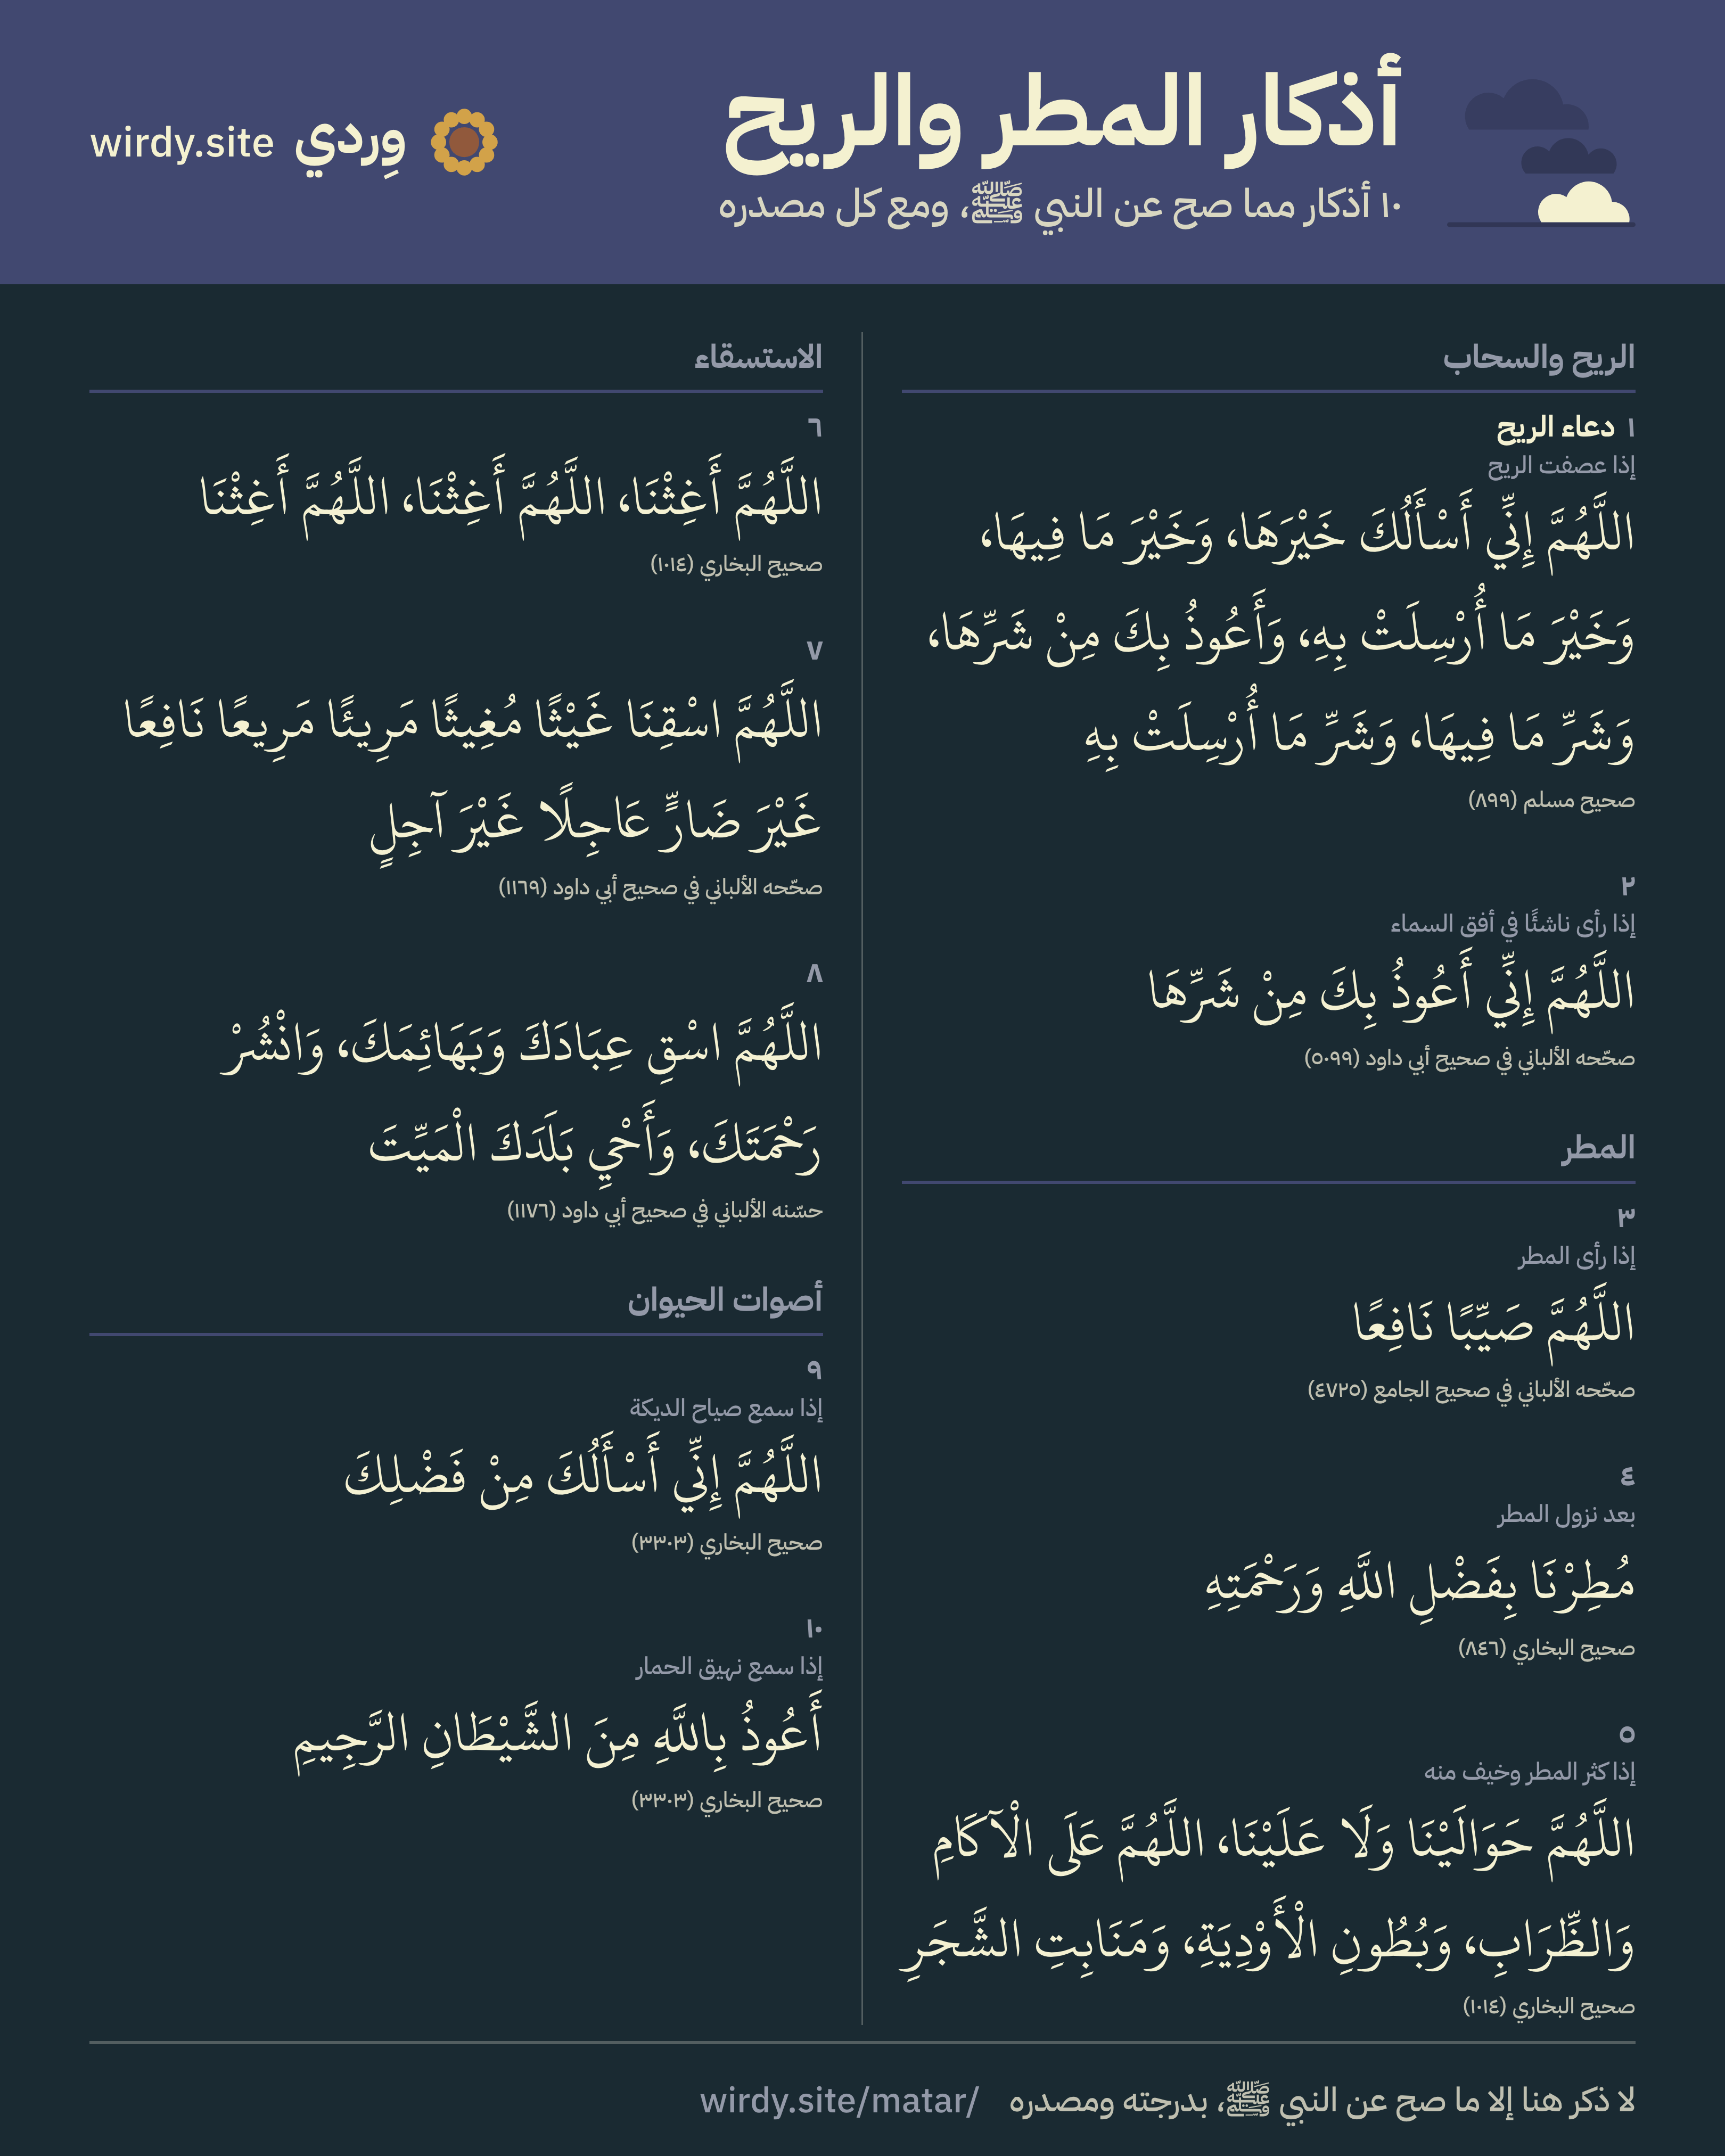 أذكار المطر والريح
١٠ أذكار مما صح عن النبي ﷺ، ومع كل مصدره
وِردي wirdy.site
الريح والسحاب
١ دعاء الريح
إذا عصفت الريح
اللَّهُمَّ إِنِّي أَسْأَلُكَ خَيْرَهَا، وَخَيْرَ مَا فِيهَا،
وَخَيْرَ مَا أُرْسِلَتْ بِهِ، وَأَعُوذُ بِكَ مِنْ شَرِّهَا،
وَشَرِّ مَا فِيهَا، وَشَرِّ مَا أُرْسِلَتْ بِهِ
صحيح مسلم (٨٩٩)
٢
إذا رأى ناشئًا في أفق السماء
اللَّهُمَّ إِنِّي أَعُوذُ بِكَ مِنْ شَرِّهَا
صحّحه الألباني في صحيح أبي داود (٥٠٩٩)
المطر
٣
إذا رأى المطر
اللَّهُمَّ صَيِّبًا نَافِعًا
صحّحه الألباني في صحيح الجامع (٤٧٢٥)
٤
بعد نزول المطر
مُطِرْنَا بِفَضْلِ اللَّهِ وَرَحْمَتِهِ
صحيح البخاري (٨٤٦)
٥
إذا كثر المطر وخيف منه
اللَّهُمَّ حَوَالَيْنَا وَلَا عَلَيْنَا، اللَّهُمَّ عَلَى الْآكَامِ
وَالظِّرَابِ، وَبُطُونِ الْأَوْدِيَةِ، وَمَنَابِتِ الشَّجَرِ
صحيح البخاري (١٠١٤)
الاستسقاء
٦
اللَّهُمَّ أَغِثْنَا، اللَّهُمَّ أَغِثْنَا، اللَّهُمَّ أَغِثْنَا
صحيح البخاري (١٠١٤)
٧
اللَّهُمَّ اسْقِنَا غَيْثًا مُغِيثًا مَرِيئًا مَرِيعًا نَافِعًا
غَيْرَ ضَارٍّ عَاجِلًا غَيْرَ آجِلٍ
صحّحه الألباني في صحيح أبي داود (١١٦٩)
٨
اللَّهُمَّ اسْقِ عِبَادَكَ وَبَهَائِمَكَ، وَانْشُرْ
رَحْمَتَكَ، وَأَحْيِ بَلَدَكَ الْمَيِّتَ
حسّنه الألباني في صحيح أبي داود (١١٧٦)
أصوات الحيوان
٩
إذا سمع صياح الديكة
اللَّهُمَّ إِنِّي أَسْأَلُكَ مِنْ فَضْلِكَ
صحيح البخاري (٣٣٠٣)
١٠
إذا سمع نهيق الحمار
أَعُوذُ بِاللَّهِ مِنَ الشَّيْطَانِ الرَّجِيمِ
صحيح البخاري (٣٣٠٣)
لا ذكر هنا إلا ما صح عن النبي ﷺ، بدرجته ومصدره wirdy.site/matar/